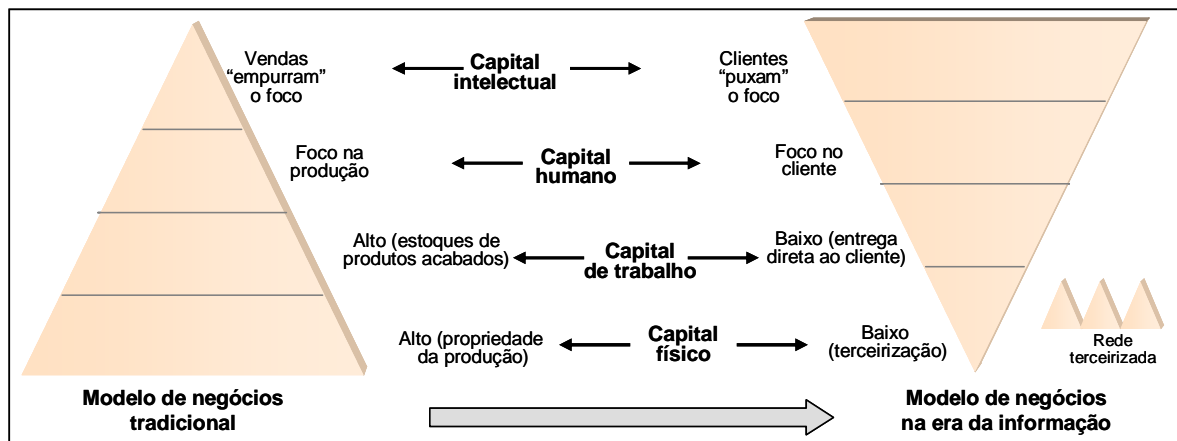 Vendas
“empurram”
o foco
Capital
intelectual
Clientes
“puxam”
o foco
Foco na
produção
Capital
humano
Foco no
cliente
Alto (estoques de
produtos acabados)
Capital
de trabalho
Baixo (entrega
direta ao cliente)
Alto (propriedade
da produção)
Capital
físico
Baixo
(terceirização)
Rede
terceirizada
Modelo de negócios
tradicional
Modelo de negócios
na era da informação